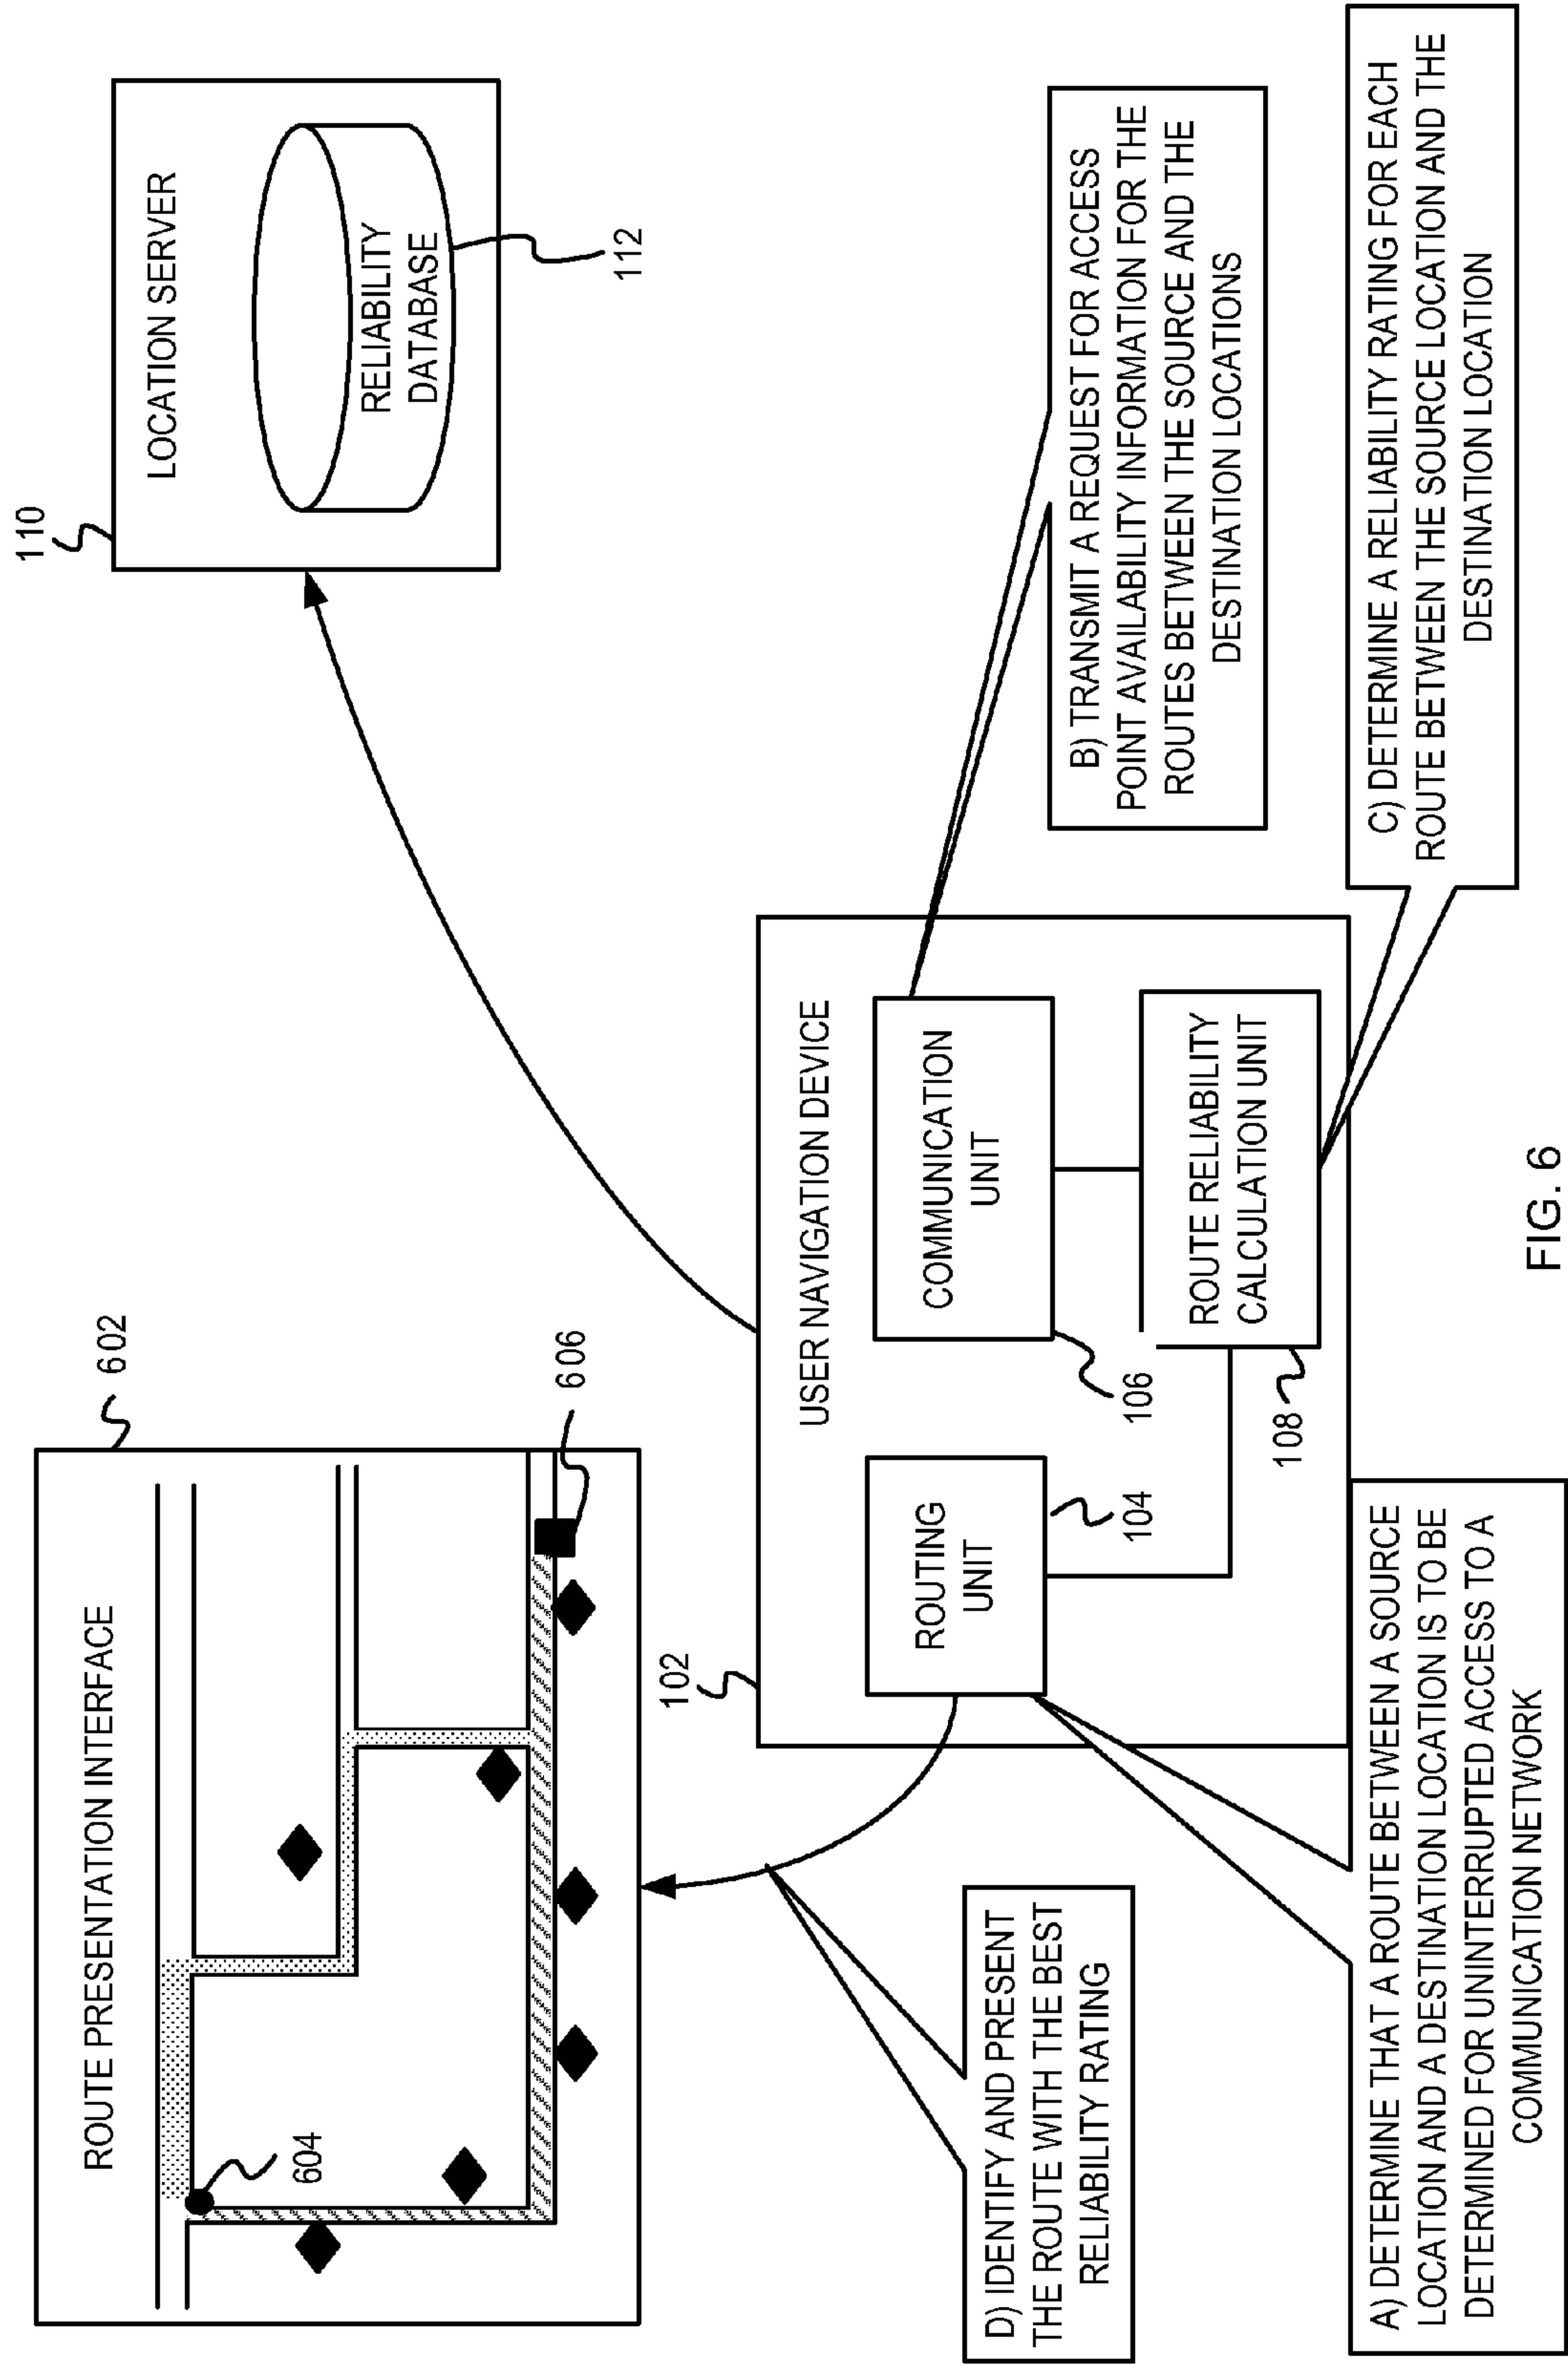 ROUTE PRESENTATION INTERFACE
602
604
606
110
LOCATION SERVER
RELIABILITY
DATABASE
112
102
USER NAVIGATION DEVICE
ROUTING
UNIT
104
COMMUNICATION
UNIT
106
ROUTE RELIABILITY
CALCULATION UNIT
108
D) IDENTIFY AND PRESENT
THE ROUTE WITH THE BEST
RELIABILITY RATING
B) TRANSMIT A REQUEST FOR ACCESS
POINT AVAILABILITY INFORMATION FOR THE
ROUTES BETWEEN THE SOURCE AND THE
DESTINATION LOCATIONS
A) DETERMINE THAT A ROUTE BETWEEN A SOURCE
LOCATION AND A DESTINATION LOCATION IS TO BE
DETERMINED FOR UNINTERRUPTED ACCESS TO A
COMMUNICATION NETWORK
C) DETERMINE A RELIABILITY RATING FOR EACH
ROUTE BETWEEN THE SOURCE LOCATION AND THE
DESTINATION LOCATION
FIG. 6